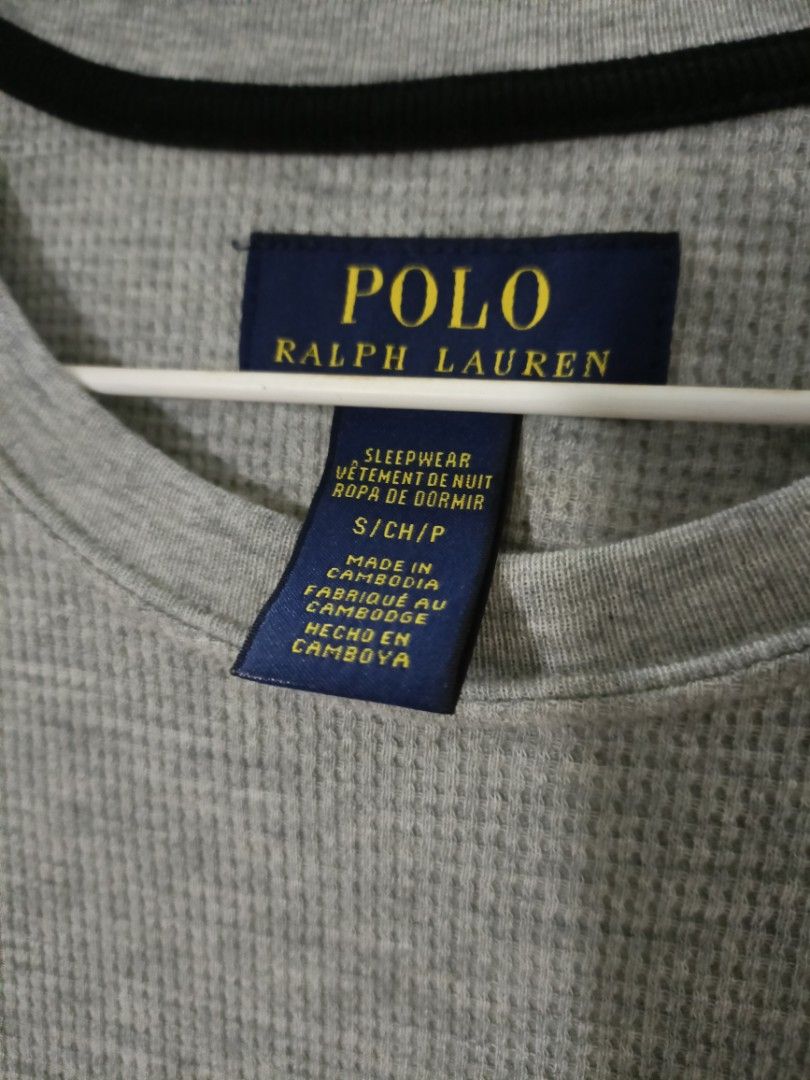 POLO
RALPH LAUREN
SLEEPWEAR
VÊTEMENT DE NUIT
ROPA DE DORMIR
S/CH/P
MADE IN
CAMBODIA
FABRIQUÉ AU
CAMBODGE
HECHO EN
CAMBOYA